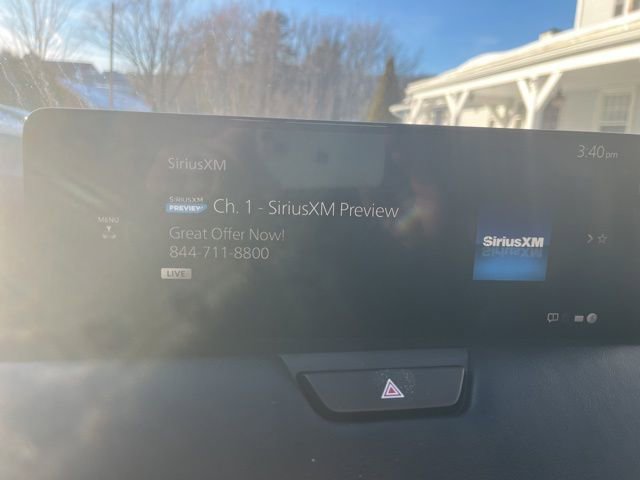 SiriusXM
3:40pm
SIRIUSXM
PREVIEW
Ch. 1 - SiriusXM Preview
MENU
Great Offer Now!
844-711-8800
LIVE
SiriusXM